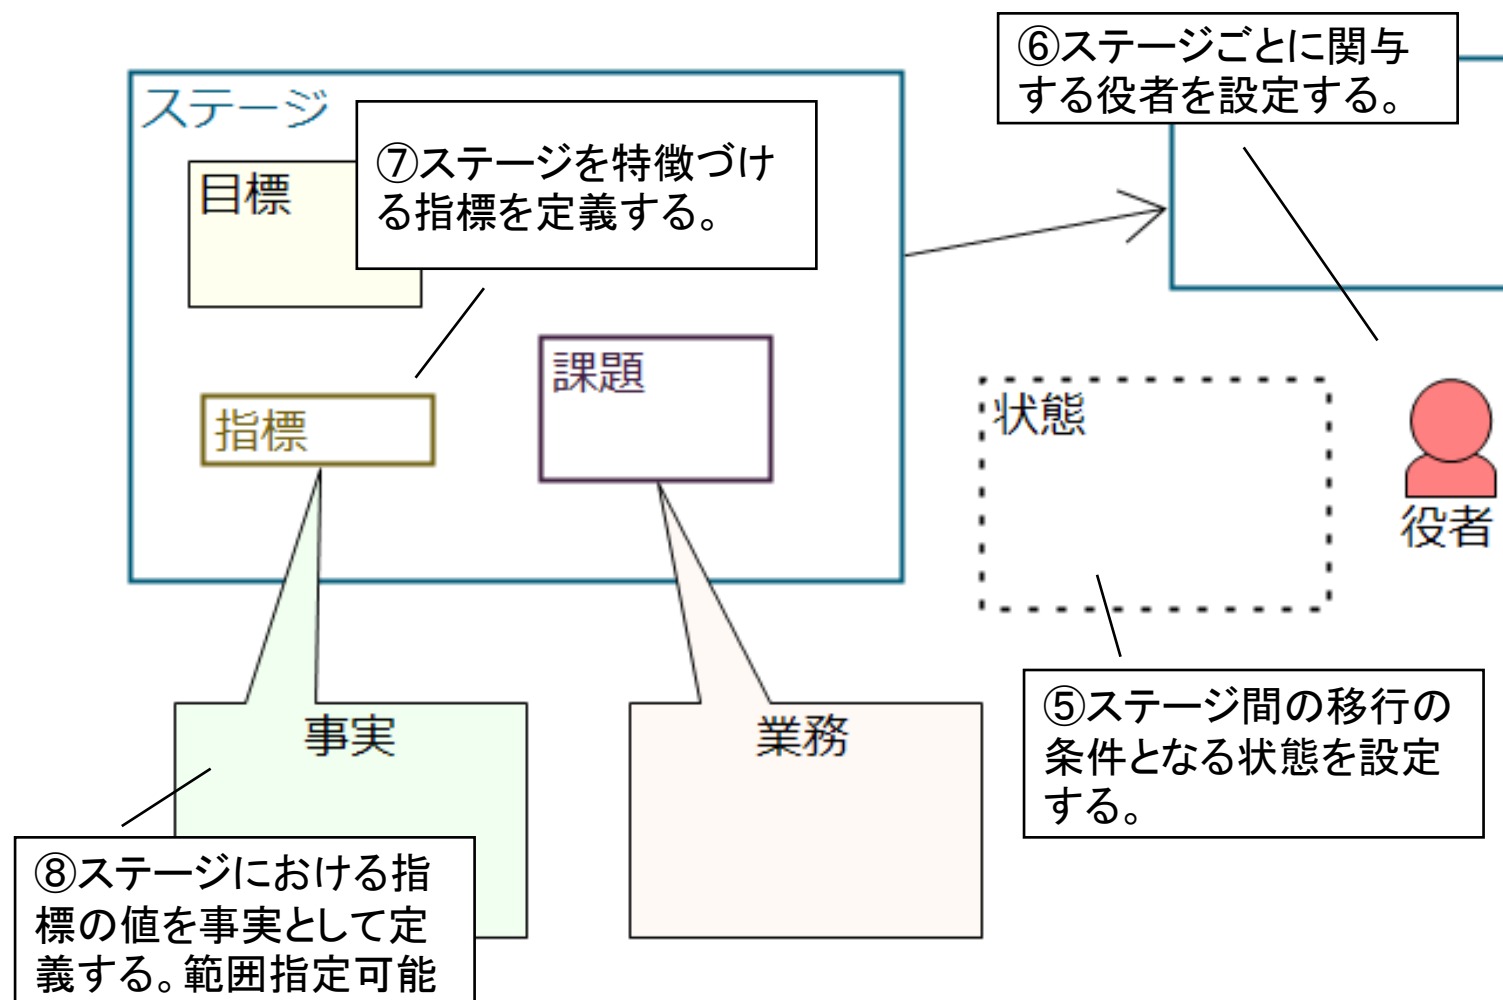 ⑥ステージごとに関与
する役者を設定する。
ステージ
⑦ステージを特徴づけ
る指標を定義する。
目標
課題
指標
状態
役者
⑤ステージ間の移行の
条件となる状態を設定
する。
事実
業務
⑧ステージにおける指
標の値を事実として定
義する。範囲指定可能